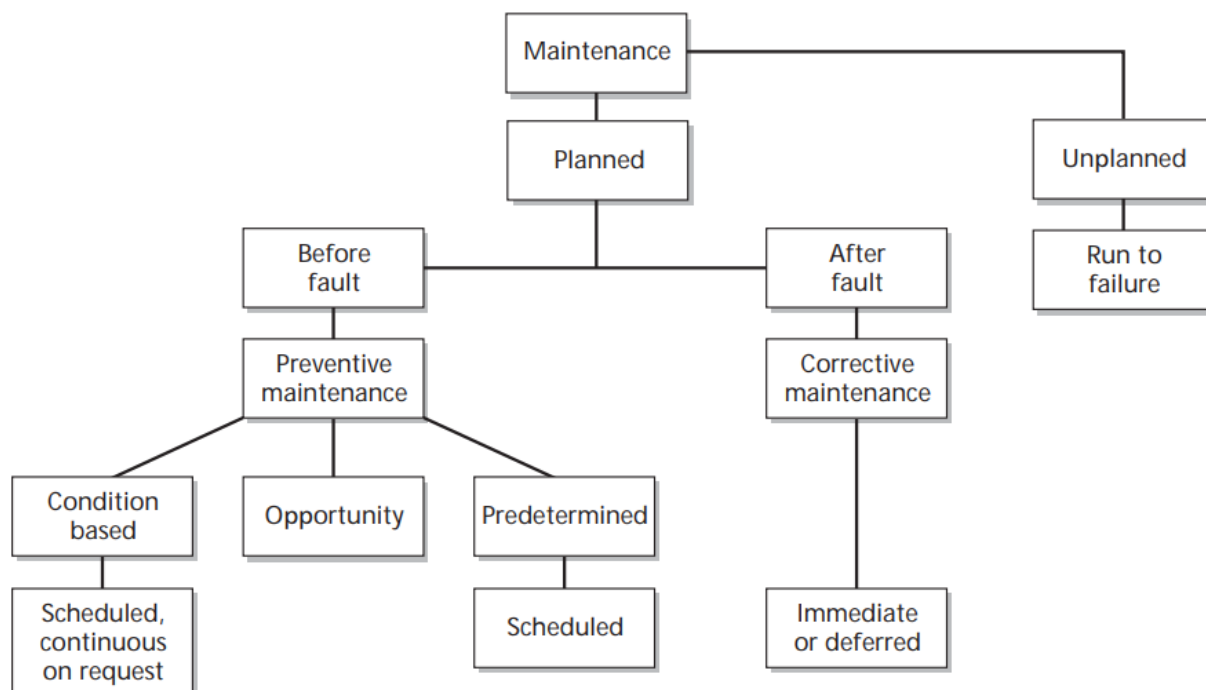 Maintenance
Planned
Unplanned
Before
fault
After
fault
Run to
failure
Preventive
maintenance
Corrective
maintenance
Condition
based
Opportunity
Predetermined
Scheduled,
continuous
on request
Scheduled
Immediate
or deferred